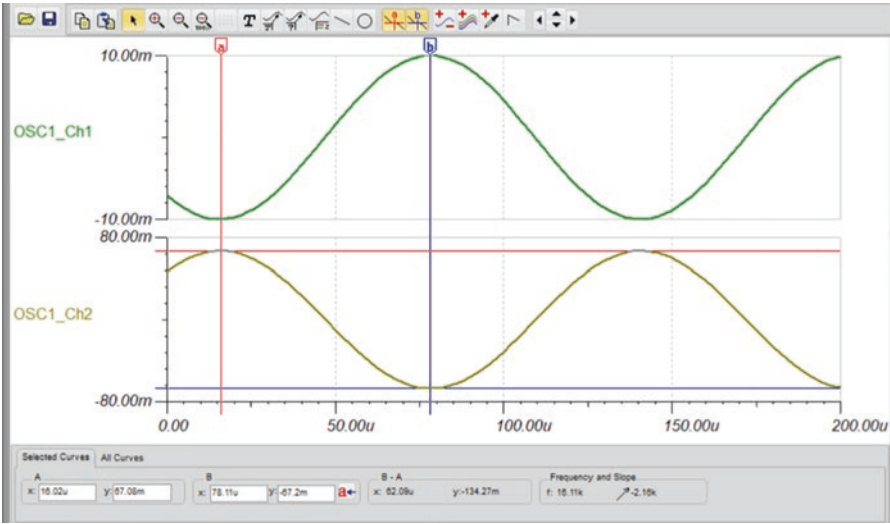 T
a b
10.00m
OSC1_Ch1
-10.00m
80.00m
OSC1_Ch2
-80.00m
0.00 50.00u 100.00u 150.00u 200.00u
Selected Curves All Curves
A B B - A Frequency and Slope
x: 16.02u y: 67.08m x: 78.11u y: -67.2m a x: 62.09u y:-134.27m f: 16.11k -2.16k